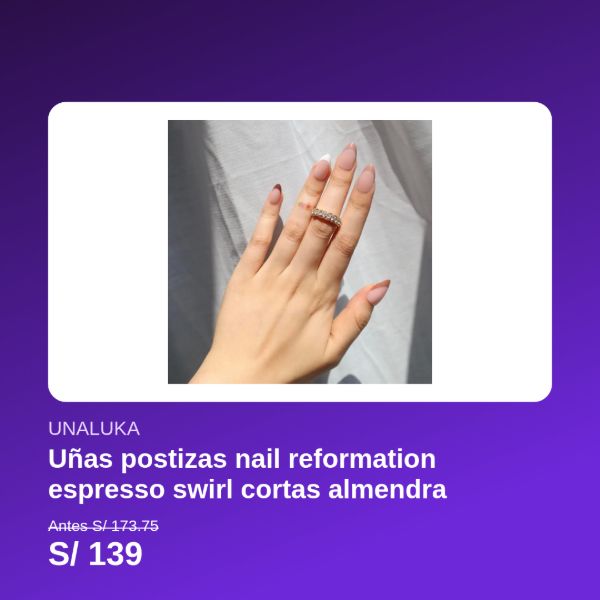 UNALUKA
Uñas postizas nail reformation
espresso swirl cortas almendra
Antes S/ 173.75
S/ 139